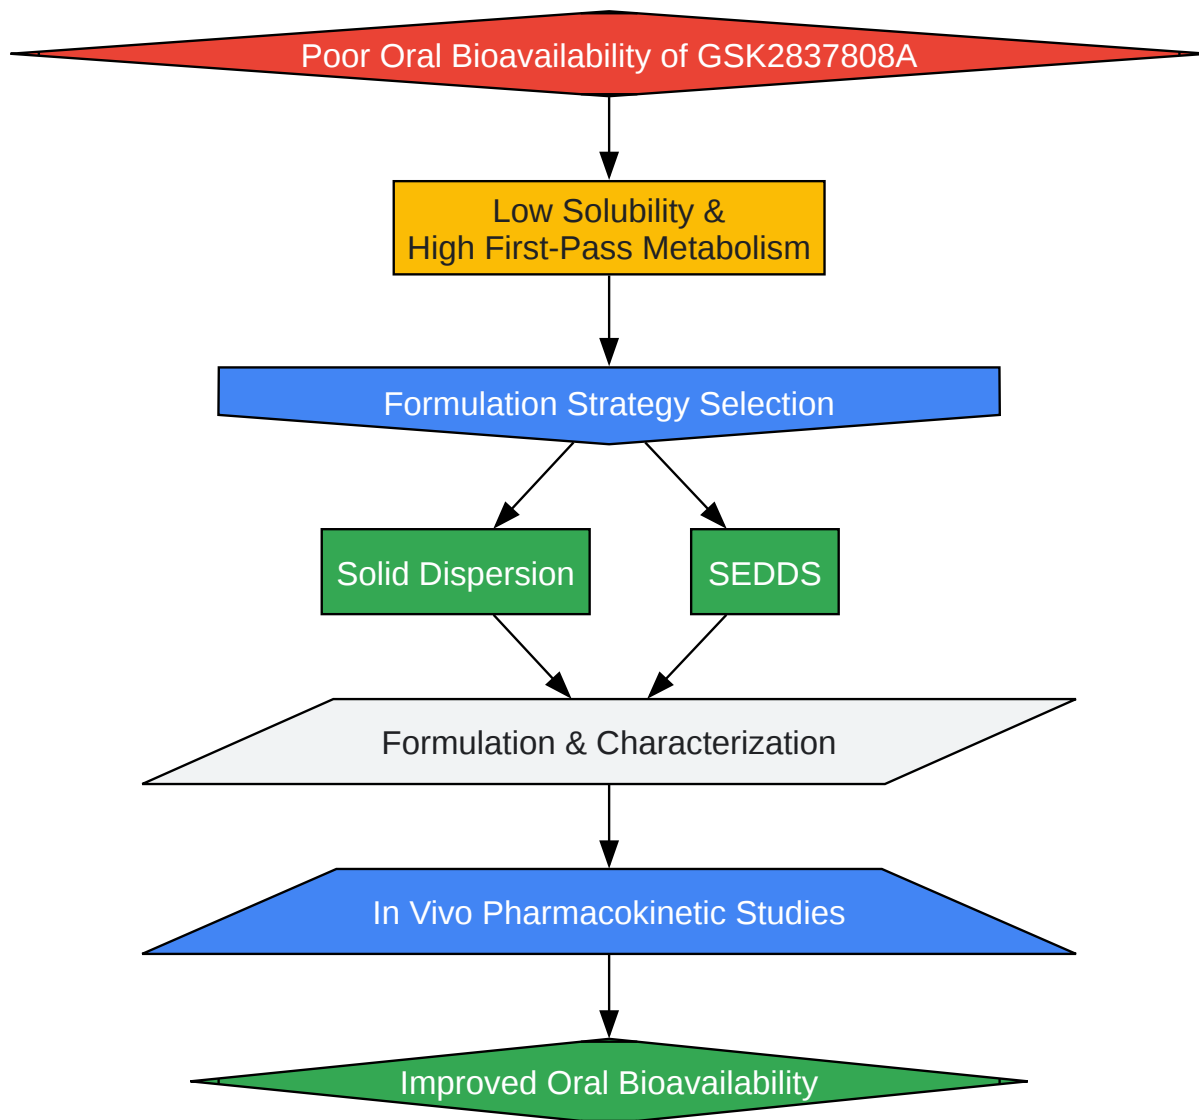 Poor Oral Bioavailability of GSK2837808A
Low Solubility &
High First-Pass Metabolism
Formulation Strategy Selection
Solid Dispersion
SEDDS
Formulation & Characterization
In Vivo Pharmacokinetic Studies
Improved Oral Bioavailability